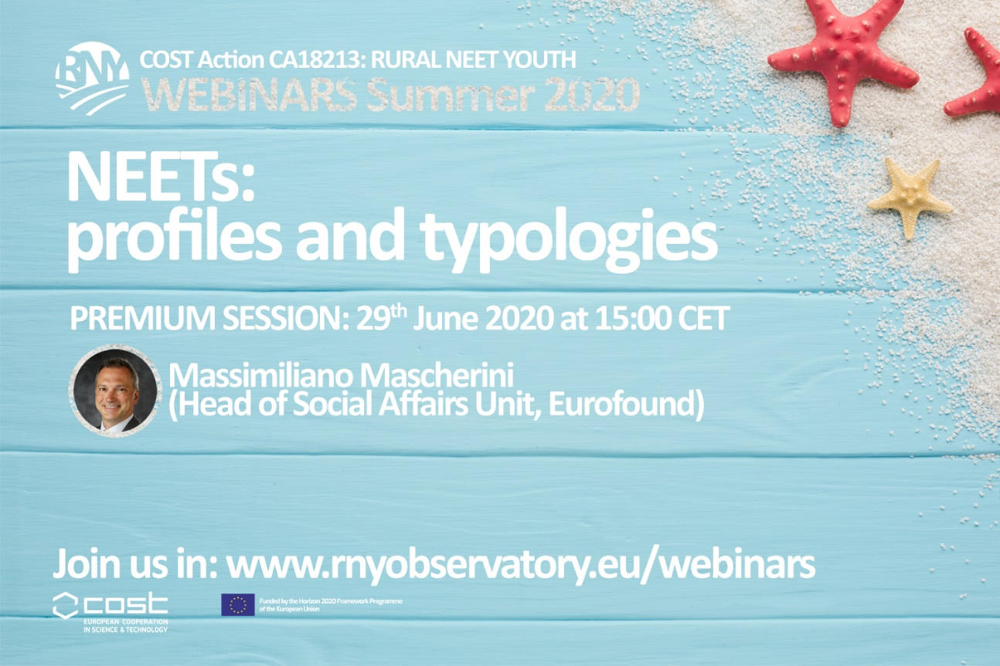 RNY
COST Action CA18213: RURAL NEET YOUTH
WEBINARS Summer 2020
NEETs:
profiles and typologies
PREMIUM SESSION: 29th June 2020 at 15:00 CET
Massimiliano Mascherini
(Head of Social Affairs Unit, Eurofound)
Join us in: www.rnyobservatory.eu/webinars
cost
EUROPEAN COOPERATION
IN SCIENCE & TECHNOLOGY
Funded by the Horizon 2020 Framework Programme
of the European Union